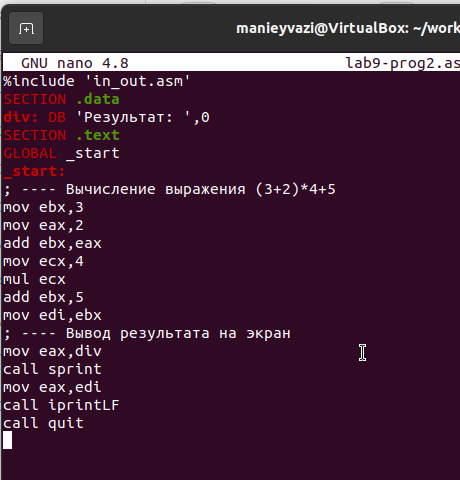 manieyvazi@VirtualBox: ~/work
GNU nano 4.8 lab9-prog2.as
%include 'in_out.asm'
SECTION .data
div: DB 'Результат: ',0
SECTION .text
GLOBAL _start
_start:
; ---- Вычисление выражения (3+2)*4+5
mov ebx,3
mov eax,2
add ebx,eax
mov ecx,4
mul ecx
add ebx,5
mov edi,ebx
; ---- Вывод результата на экран
mov eax,div
call sprint
mov eax,edi
call iprintLF
call quit